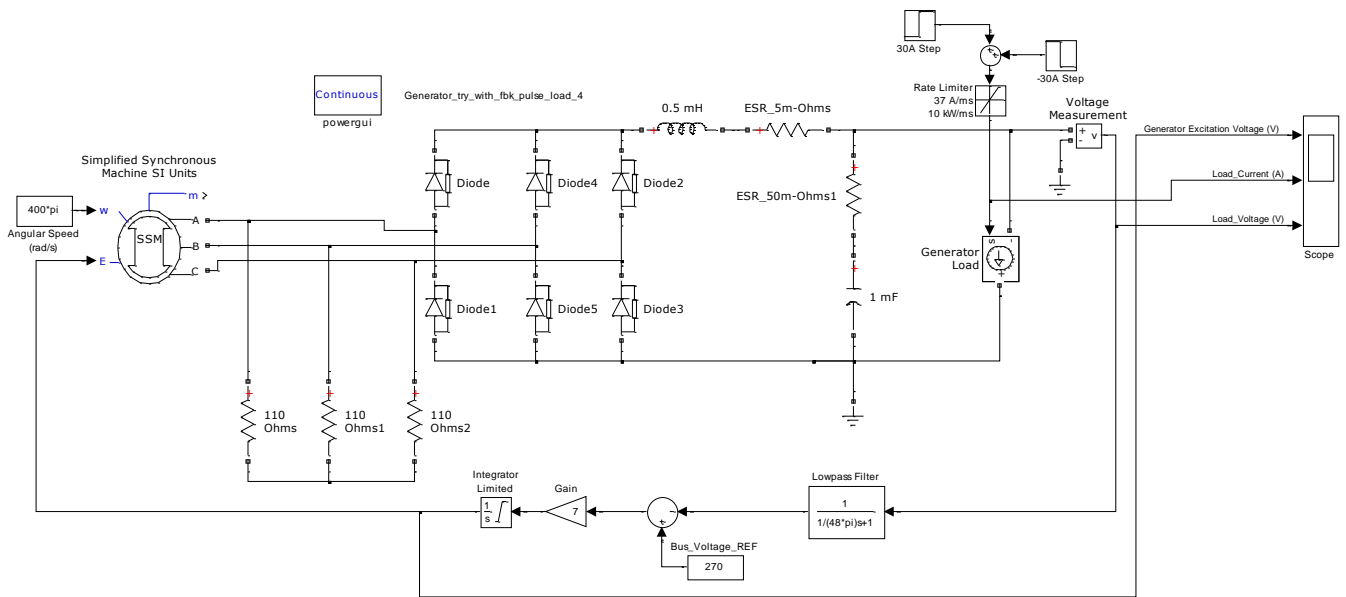 30A Step
-30A Step
Rate Limiter
37 A/ms
10 kW/ms
Continuous
powergui
Generator_try_with_fbk_pulse_load_4
0.5 mH
ESR_5m-Ohms
Voltage
Measurement
+
-
v
Generator Excitation Voltage (V)
Load_Current (A)
Load_Voltage (V)
Scope
Simplified Synchronous
Machine SI Units
400*pi
Angular Speed
(rad/s)
w
E
SSM
m
A
B
C
Diode
Diode4
Diode2
ESR_50m-Ohms1
Generator
Load
s
-
+
Diode1
Diode5
Diode3
1 mF
110
Ohms
110
Ohms1
110
Ohms2
Integrator
Limited
1
s
Gain
7
Lowpass Filter
1
1/(48*pi)s+1
Bus_Voltage_REF
270